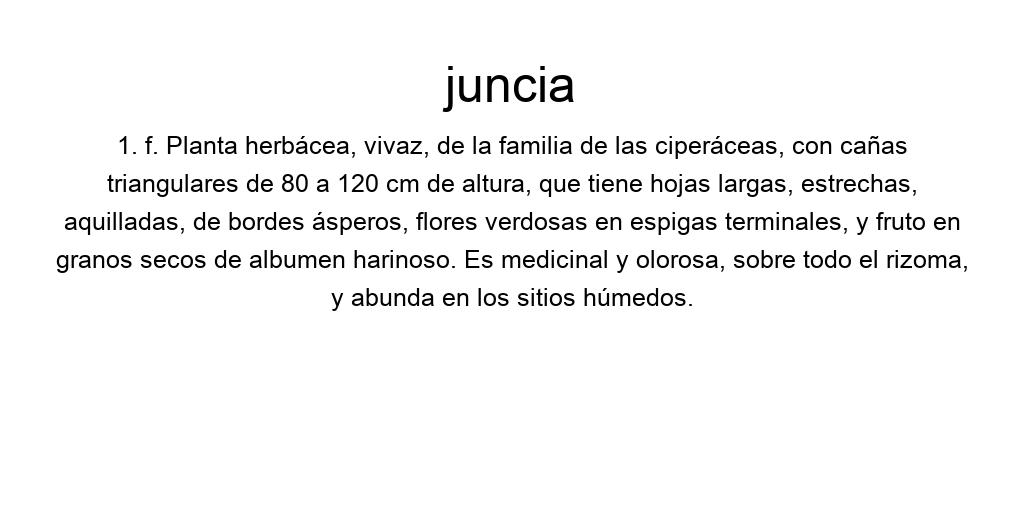 juncia
1. f. Planta herbácea, vivaz, de la familia de las ciperáceas, con cañas
triangulares de 80 a 120 cm de altura, que tiene hojas largas, estrechas,
aquilladas, de bordes ásperos, flores verdosas en espigas terminales, y fruto en
granos secos de albumen harinoso. Es medicinal y olorosa, sobre todo el rizoma,
y abunda en los sitios húmedos.